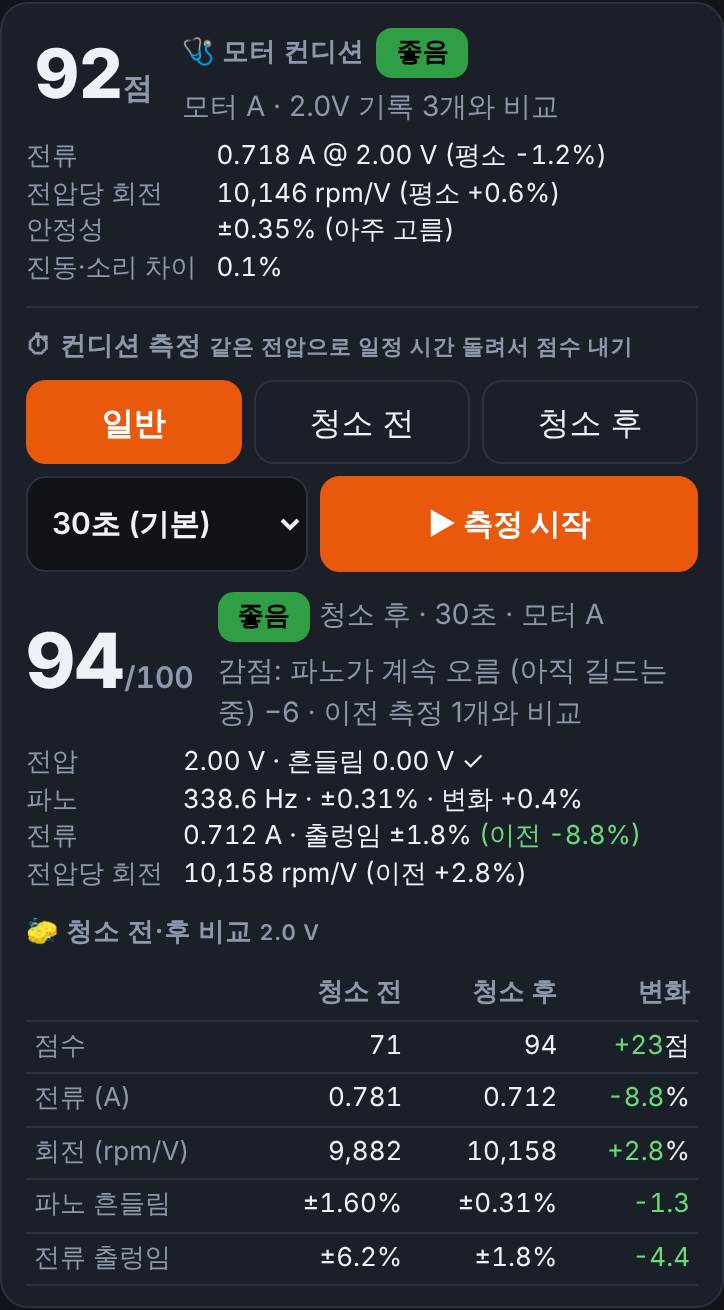 92점
🩺 모터 컨디션 좋음
모터 A · 2.0V 기록 3개와 비교
전류 0.718 A @ 2.00 V (평소 -1.2%)
전압당 회전 10,146 rpm/V (평소 +0.6%)
안정성 ±0.35% (아주 고름)
진동·소리 차이 0.1%
⏱ 컨디션 측정 같은 전압으로 일정 시간 돌려서 점수 내기
일반 청소 전 청소 후
30초 (기본) ▶ 측정 시작
94/100
좋음 청소 후 · 30초 · 모터 A
감점: 파노가 계속 오름 (아직 길드는
중) −6 · 이전 측정 1개와 비교
전압 2.00 V · 흔들림 0.00 V ✓
파노 338.6 Hz · ±0.31% · 변화 +0.4%
전류 0.712 A · 출렁임 ±1.8% (이전 -8.8%)
전압당 회전 10,158 rpm/V (이전 +2.8%)
🧽 청소 전·후 비교 2.0 V
청소 전 청소 후 변화
점수 71 94 +23점
전류 (A) 0.781 0.712 -8.8%
회전 (rpm/V) 9,882 10,158 +2.8%
파노 흔들림 ±1.60% ±0.31% -1.3
전류 출렁임 ±6.2% ±1.8% -4.4